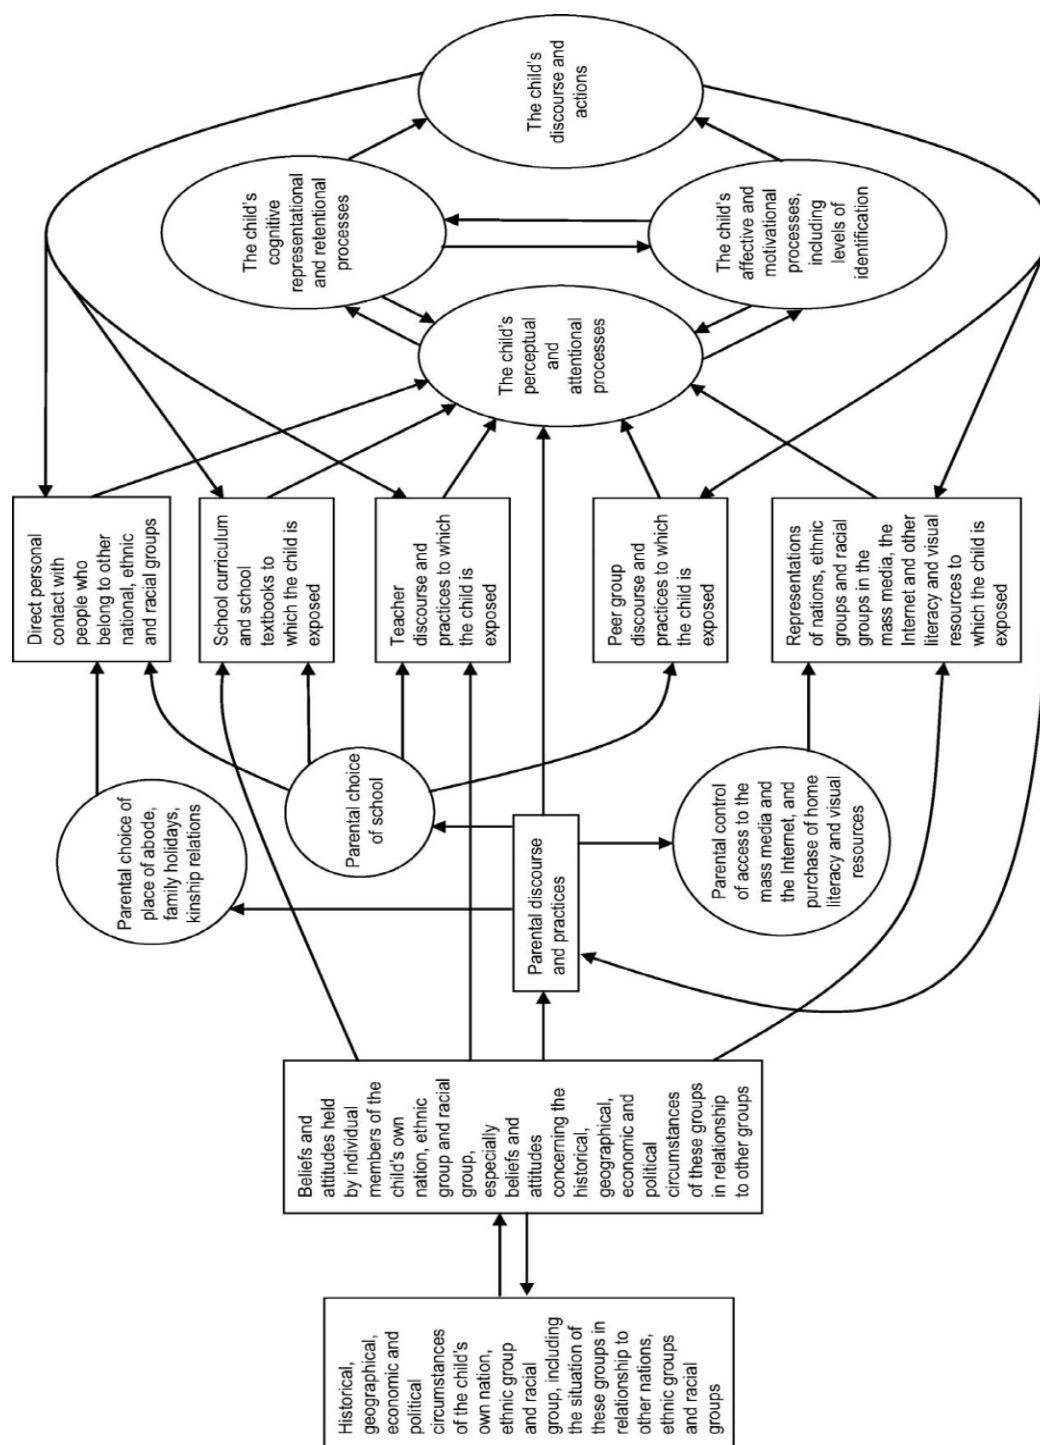 Historical,
geographical,
economic and
political
circumstances
of the child's
own nation,
ethnic group
and racial
group, including
the situation of
these groups in
relationship to
other nations,
ethnic groups
and racial
groups
Beliefs and
attitudes held
by individual
members of the
child's own
nation, ethnic
group and racial
group,
especially
beliefs and
attitudes
concerning the
historical,
geographical,
economic and
political
circumstances
of these groups
in relationship
to other groups
Parental discourse
and practices
Parental choice of
place of abode,
family holidays,
kinship relations
Parental choice
of school
Parental control
of access to the
mass media and
the Internet, and
purchase of home
literacy and visual
resources
Direct personal
contact with
people who
belong to other
national, ethnic
and racial groups
School curriculum
and school
textbooks to
which the child is
exposed
Teacher
discourse and
practices to which
the child is
exposed
Peer group
discourse and
practices to which
the child is
exposed
Representations
of nations, ethnic
groups and racial
groups in the
mass media, the
Internet and other
literacy and visual
resources to
which the child is
exposed
The child's
perceptual
and
attentional
processes
The child's
cognitive
representational
and retentional
processes
The child's
affective and
motivational
processes,
including
levels of
identification
The child's
discourse and
actions